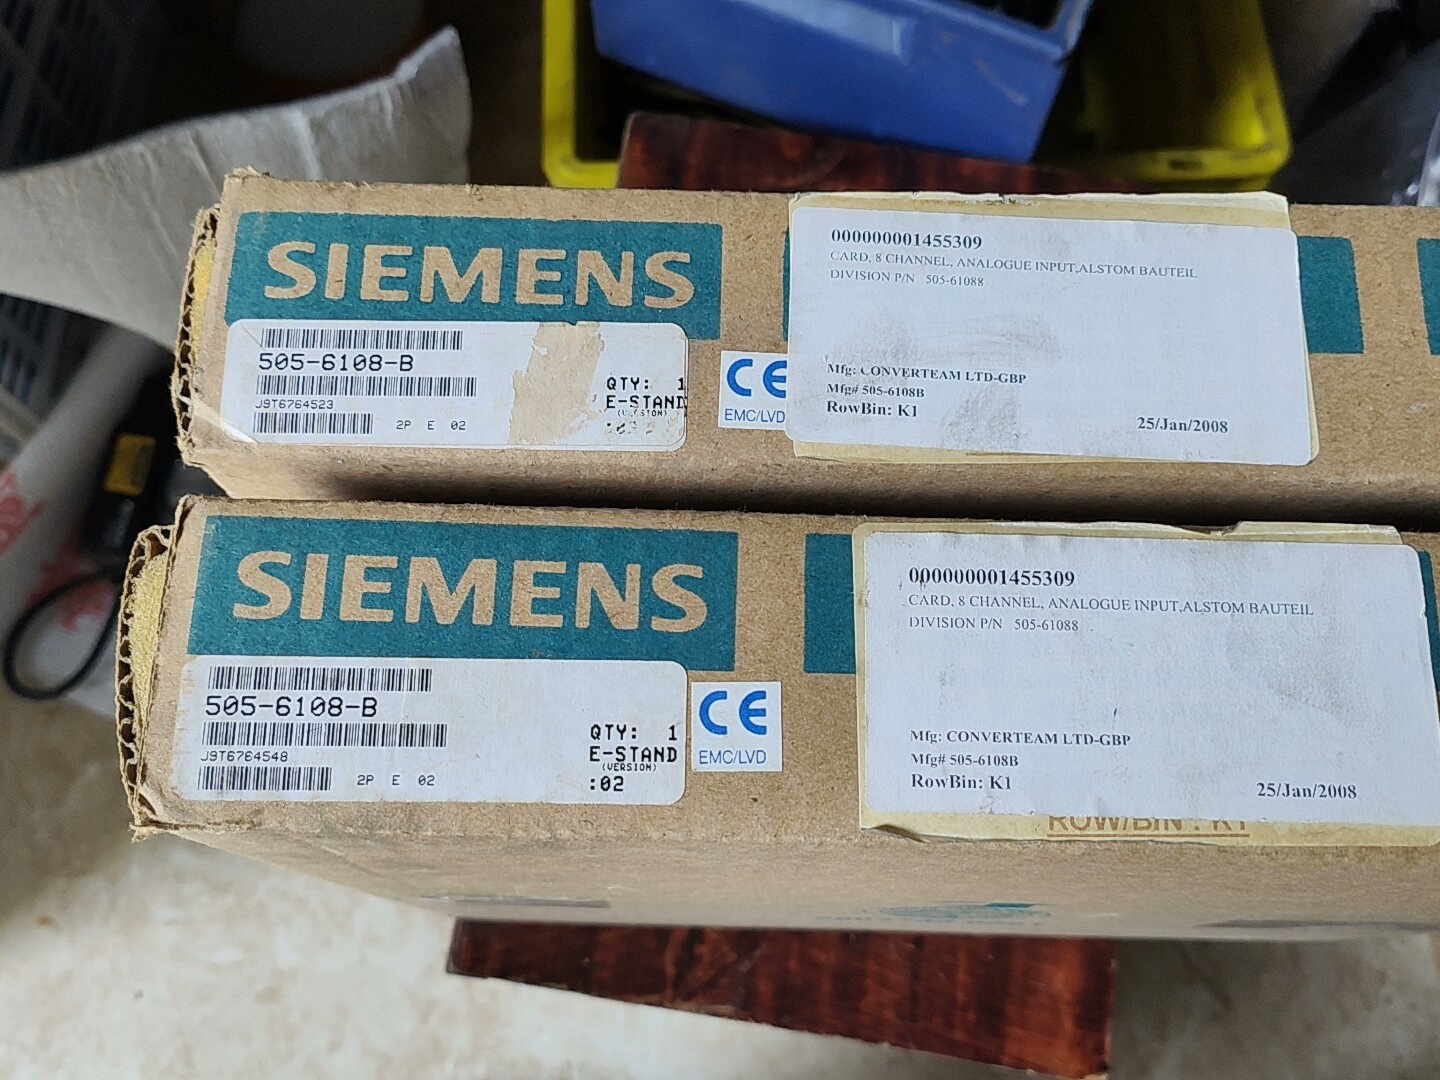 SIEMENS
505-6108-B
J9T6764523
2P E 02
QTY: 1
E-STAND
(VERSION)
CE
EMC/LVD
000000001455309
CARD, 8 CHANNEL, ANALOGUE INPUT,ALSTOM BAUTEIL
DIVISION P/N 505-61088
Mfg: CONVERTEAM LTD-GBP
Mfg# 505-6108B
RowBin: K1
25/Jan/2008
SIEMENS
505-6108-B
J9T6764548
2P E 02
QTY: 1
E-STAND
(VERSION)
:02
CE
EMC/LVD
000000001455309
CARD, 8 CHANNEL, ANALOGUE INPUT,ALSTOM BAUTEIL
DIVISION P/N 505-61088
Mfg: CONVERTEAM LTD-GBP
Mfg# 505-6108B
RowBin: K1
25/Jan/2008
ROW/BIN : K1